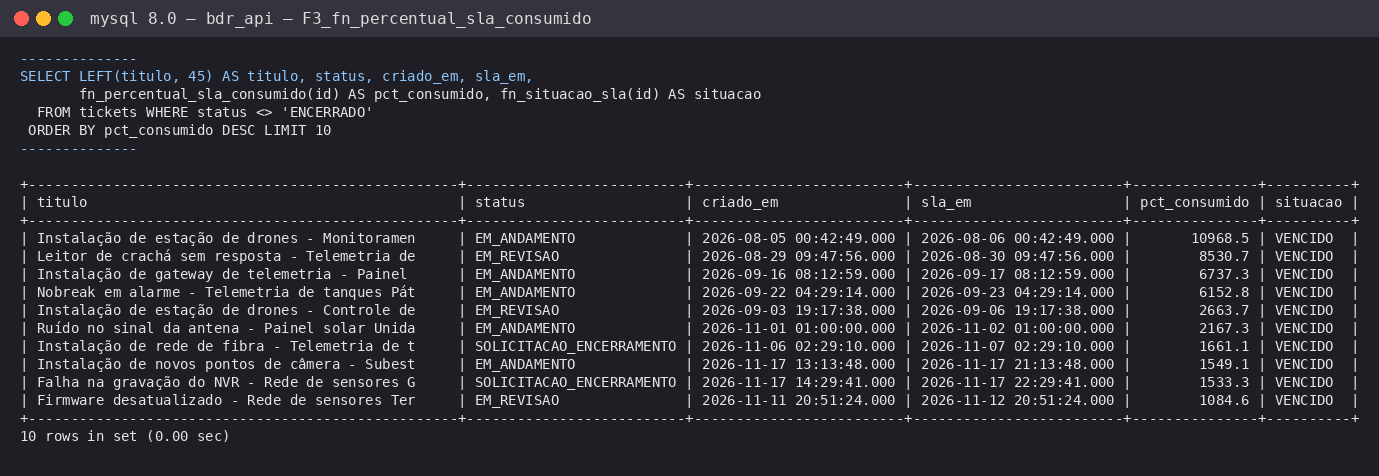 mysql 8.0 — bdr_api — F3_fn_percentual_sla_consumido
--------------
SELECT LEFT(titulo, 45) AS titulo, status, criado_em, sla_em,
       fn_percentual_sla_consumido(id) AS pct_consumido, fn_situacao_sla(id) AS situacao
  FROM tickets WHERE status <> 'ENCERRADO'
 ORDER BY pct_consumido DESC LIMIT 10
--------------
+---------------------------------------------------+--------------------------+-------------------------+-------------------------+---------------+----------+
| titulo                                            | status                   | criado_em               | sla_em                  | pct_consumido | situacao |
+---------------------------------------------------+--------------------------+-------------------------+-------------------------+---------------+----------+
| Instalação de estação de drones - Monitoramen     | EM_ANDAMENTO             | 2026-08-05 00:42:49.000 | 2026-08-06 00:42:49.000 |       10968.5 | VENCIDO  |
| Leitor de crachá sem resposta - Telemetria de     | EM_REVISAO               | 2026-08-29 09:47:56.000 | 2026-08-30 09:47:56.000 |        8530.7 | VENCIDO  |
| Instalação de gateway de telemetria - Painel      | EM_ANDAMENTO             | 2026-09-16 08:12:59.000 | 2026-09-17 08:12:59.000 |        6737.3 | VENCIDO  |
| Nobreak em alarme - Telemetria de tanques Pát     | EM_ANDAMENTO             | 2026-09-22 04:29:14.000 | 2026-09-23 04:29:14.000 |        6152.8 | VENCIDO  |
| Instalação de estação de drones - Controle de     | EM_REVISAO               | 2026-09-03 19:17:38.000 | 2026-09-06 19:17:38.000 |        2663.7 | VENCIDO  |
| Ruído no sinal da antena - Painel solar Unida     | EM_ANDAMENTO             | 2026-11-01 01:00:00.000 | 2026-11-02 01:00:00.000 |        2167.3 | VENCIDO  |
| Instalação de rede de fibra - Telemetria de t     | SOLICITACAO_ENCERRAMENTO | 2026-11-06 02:29:10.000 | 2026-11-07 02:29:10.000 |        1661.1 | VENCIDO  |
| Instalação de novos pontos de câmera - Subest     | EM_ANDAMENTO             | 2026-11-17 13:13:48.000 | 2026-11-17 21:13:48.000 |        1549.1 | VENCIDO  |
| Falha na gravação do NVR - Rede de sensores G     | SOLICITACAO_ENCERRAMENTO | 2026-11-17 14:29:41.000 | 2026-11-17 22:29:41.000 |        1533.3 | VENCIDO  |
| Firmware desatualizado - Rede de sensores Ter     | EM_REVISAO               | 2026-11-11 20:51:24.000 | 2026-11-12 20:51:24.000 |        1084.6 | VENCIDO  |
+---------------------------------------------------+--------------------------+-------------------------+-------------------------+---------------+----------+
10 rows in set (0.00 sec)